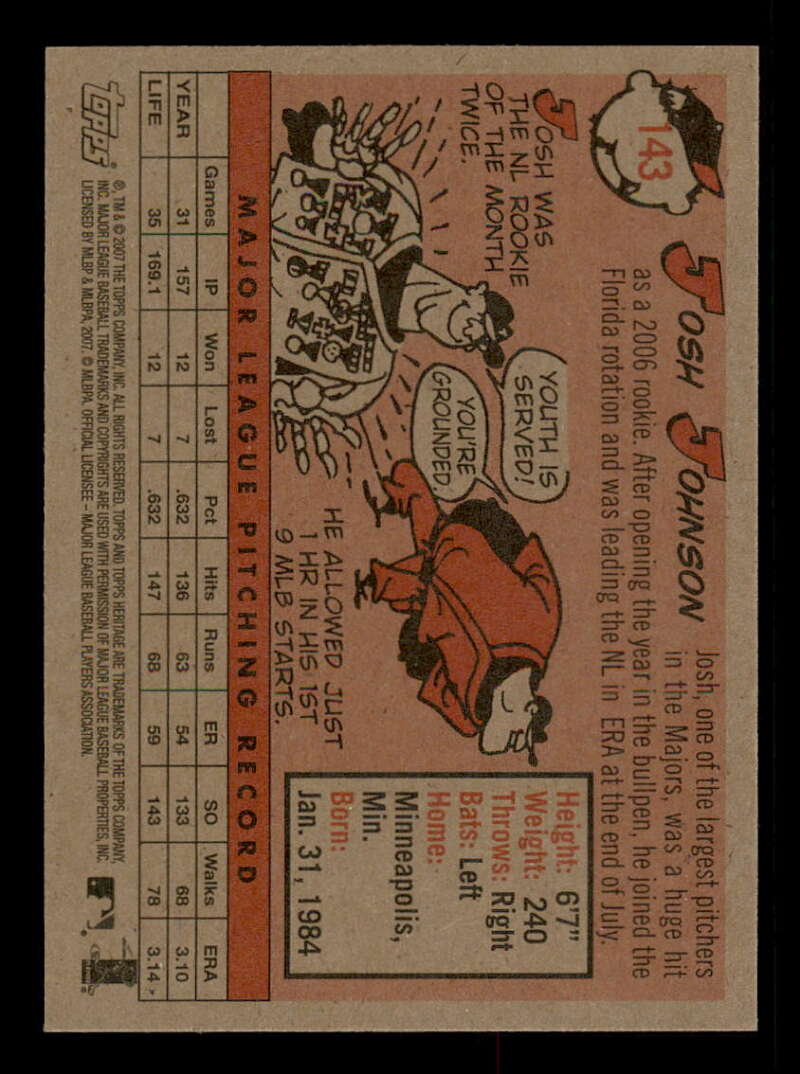 143
JOSH JOHNSON
Josh, one of the largest pitchers
in the Majors, was a huge hit
as a 2006 rookie. After opening the year in the bullpen, he joined the
Florida rotation and was leading the NL in ERA at the end of July.
JOSH WAS
THE NL ROOKIE
OF THE MONTH
TWICE.
YOUTH IS
SERVED!
YOU'RE
GROUNDED.
HE ALLOWED JUST
1 HR IN HIS 1ST
9 MLB STARTS.
Height: 6'7"
Weight: 240
Throws: Right
Bats: Left
Home:
Minneapolis,
Min.
Born:
Jan. 31, 1984
MAJOR LEAGUE PITCHING RECORD
Games IP Won Lost Pct Hits Runs ER SO Walks ERA
YEAR 31 157 12 7 .632 136 63 54 133 68 3.10
LIFE 35 169.1 12 7 .632 147 68 59 143 78 3.14
TOPPS®
®, TM & © 2007 THE TOPPS COMPANY, INC. ALL RIGHTS RESERVED. TOPPS AND TOPPS HERITAGE ARE TRADEMARKS OF THE TOPPS COMPANY,
INC. MAJOR LEAGUE BASEBALL TRADEMARKS AND COPYRIGHTS ARE USED WITH PERMISSION OF MAJOR LEAGUE BASEBALL PROPERTIES, INC.
LICENSED BY MLBP & MLBPA, 2007. © MLBPA. OFFICIAL LICENSEE – MAJOR LEAGUE BASEBALL PLAYERS ASSOCIATION.